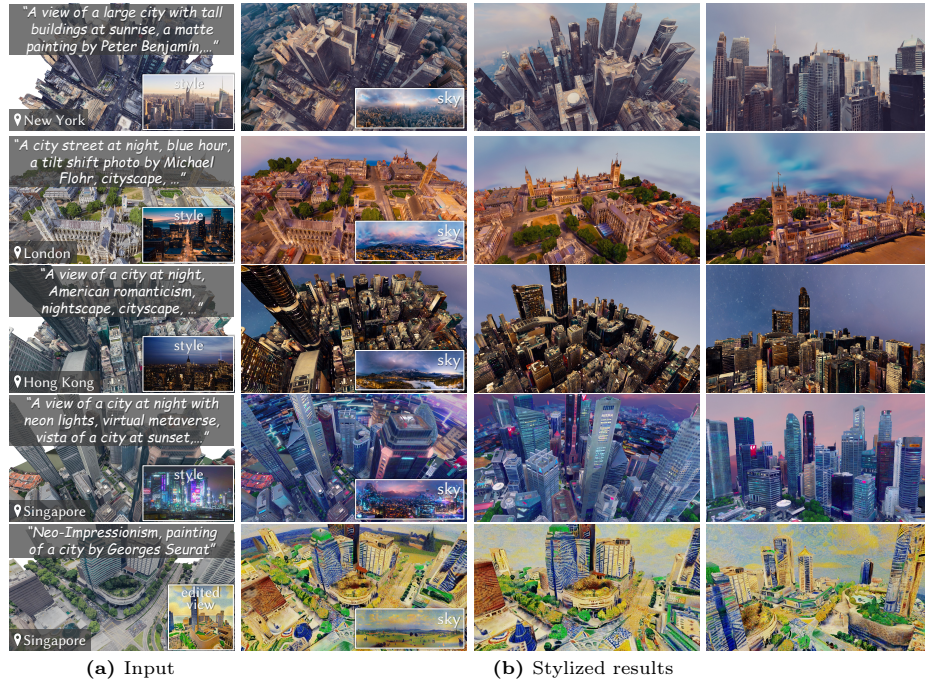 “A view of a large city with tall
buildings at sunrise, a matte
painting by Peter Benjamin,…”
style
New York
sky
“A city street at night, blue hour,
a tilt shift photo by Michael
Flohr, cityscape, …”
style
London
sky
“A view of a city at night,
American romanticism,
nightscape, cityscape, …”
style
Hong Kong
sky
“A view of a city at night with
neon lights, virtual metaverse,
vista of a city at sunset,…”
style
Singapore
sky
“Neo-Impressionism, painting
of a city by Georges Seurat”
edited
view
Singapore
sky
(a) Input
(b) Stylized results